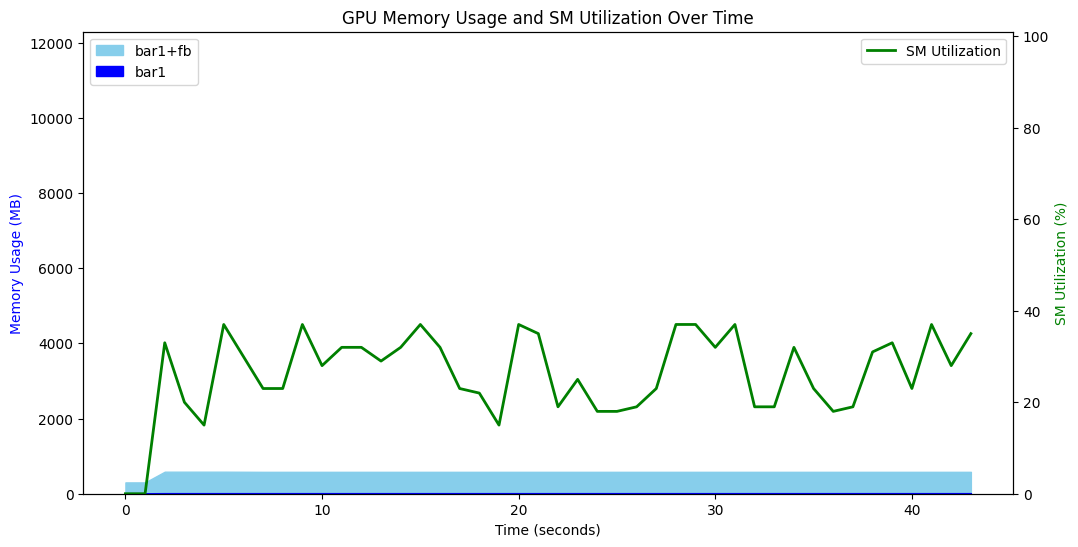 GPU Memory Usage and SM Utilization Over Time
bar1+fb
bar1
SM Utilization
Memory Usage (MB)
12000
10000
8000
6000
4000
2000
0
100
80
60
40
20
0
SM Utilization (%)
0 10 20 30 40
Time (seconds)